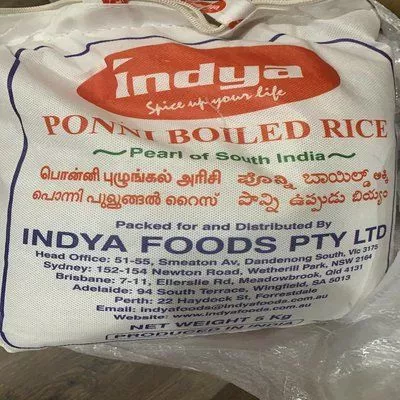 indya
Spice up your life
PONNI BOILED RICE
~Pearl of South India~
பொன்னி புழுங்கல் அரிசி
పొన్ని ఉప్పుడు బియ్యం
Packed for and Distributed By
INDYA FOODS PTY LTD
Head Office: 51-55, Smeaton Av, Dandenong South, Vic 3175
Sydney: 152-154 Newton Road, Wetherill Park, NSW 2164
Brisbane: 7-11, Ellerslie Rd, Meadowbrook, Qld 4131
Adelaide: 94 South Terrace, Wingfield, SA 5013
Perth: 22 Haydock St, Forrestdale
Email: indyafoods@indyafoods.com.au
Website: www.indyafoods.com.au
NET WEIGHT 5 Kg
PRODUCED IN INDIA